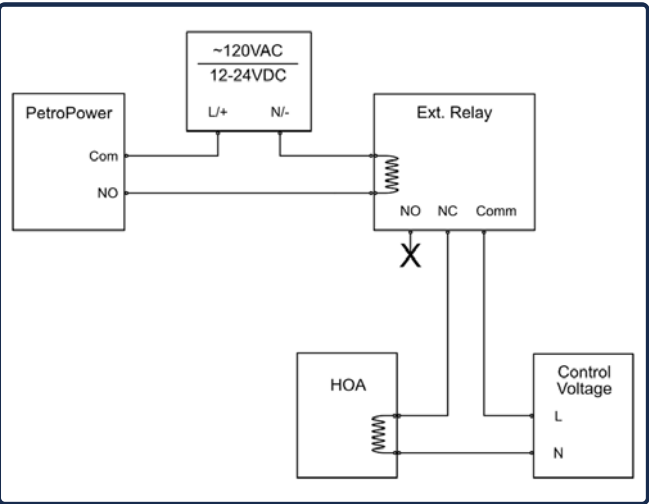 ~120VAC
12-24VDC
L/+ N/-
PetroPower
Com
NO
Ext. Relay
NO NC Comm
X
HOA
Control
Voltage
L
N